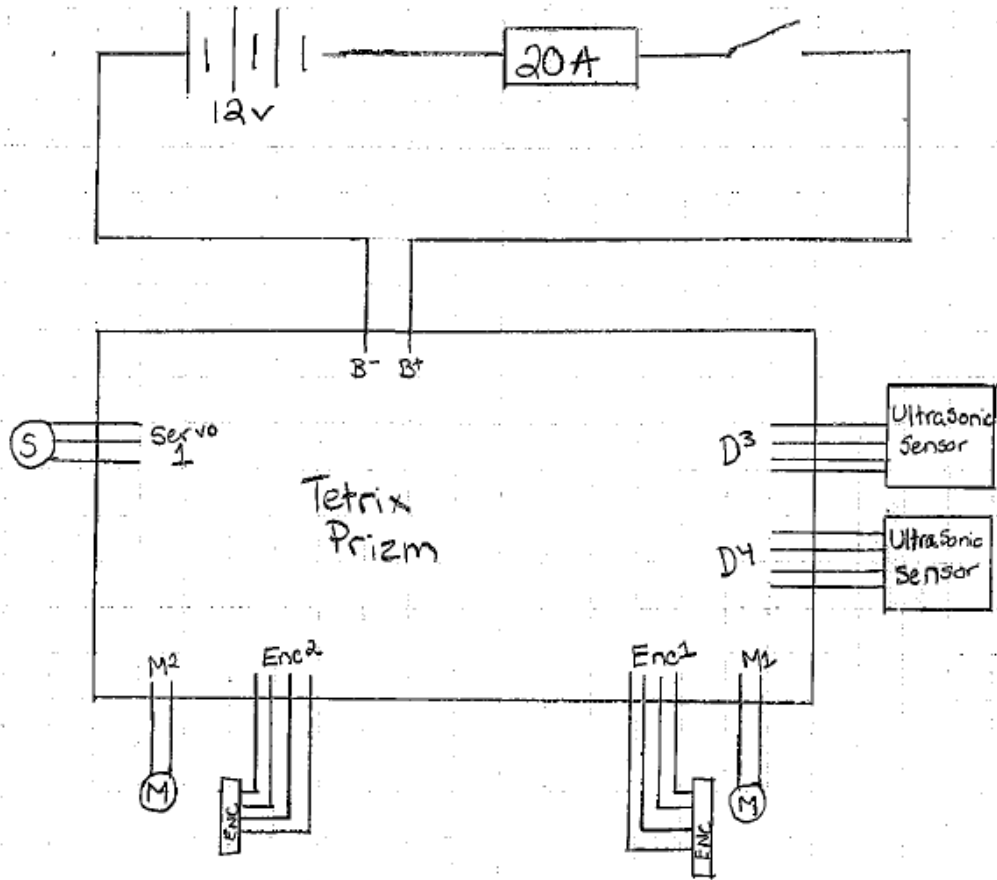 20A
12v
B- B+
Servo
1
S
D3
Ultrasonic
Sensor
Tetrix
Prizm
D4
Ultrasonic
Sensor
M2
Enc2
Enc1
M1
M
ENC
ENC
M